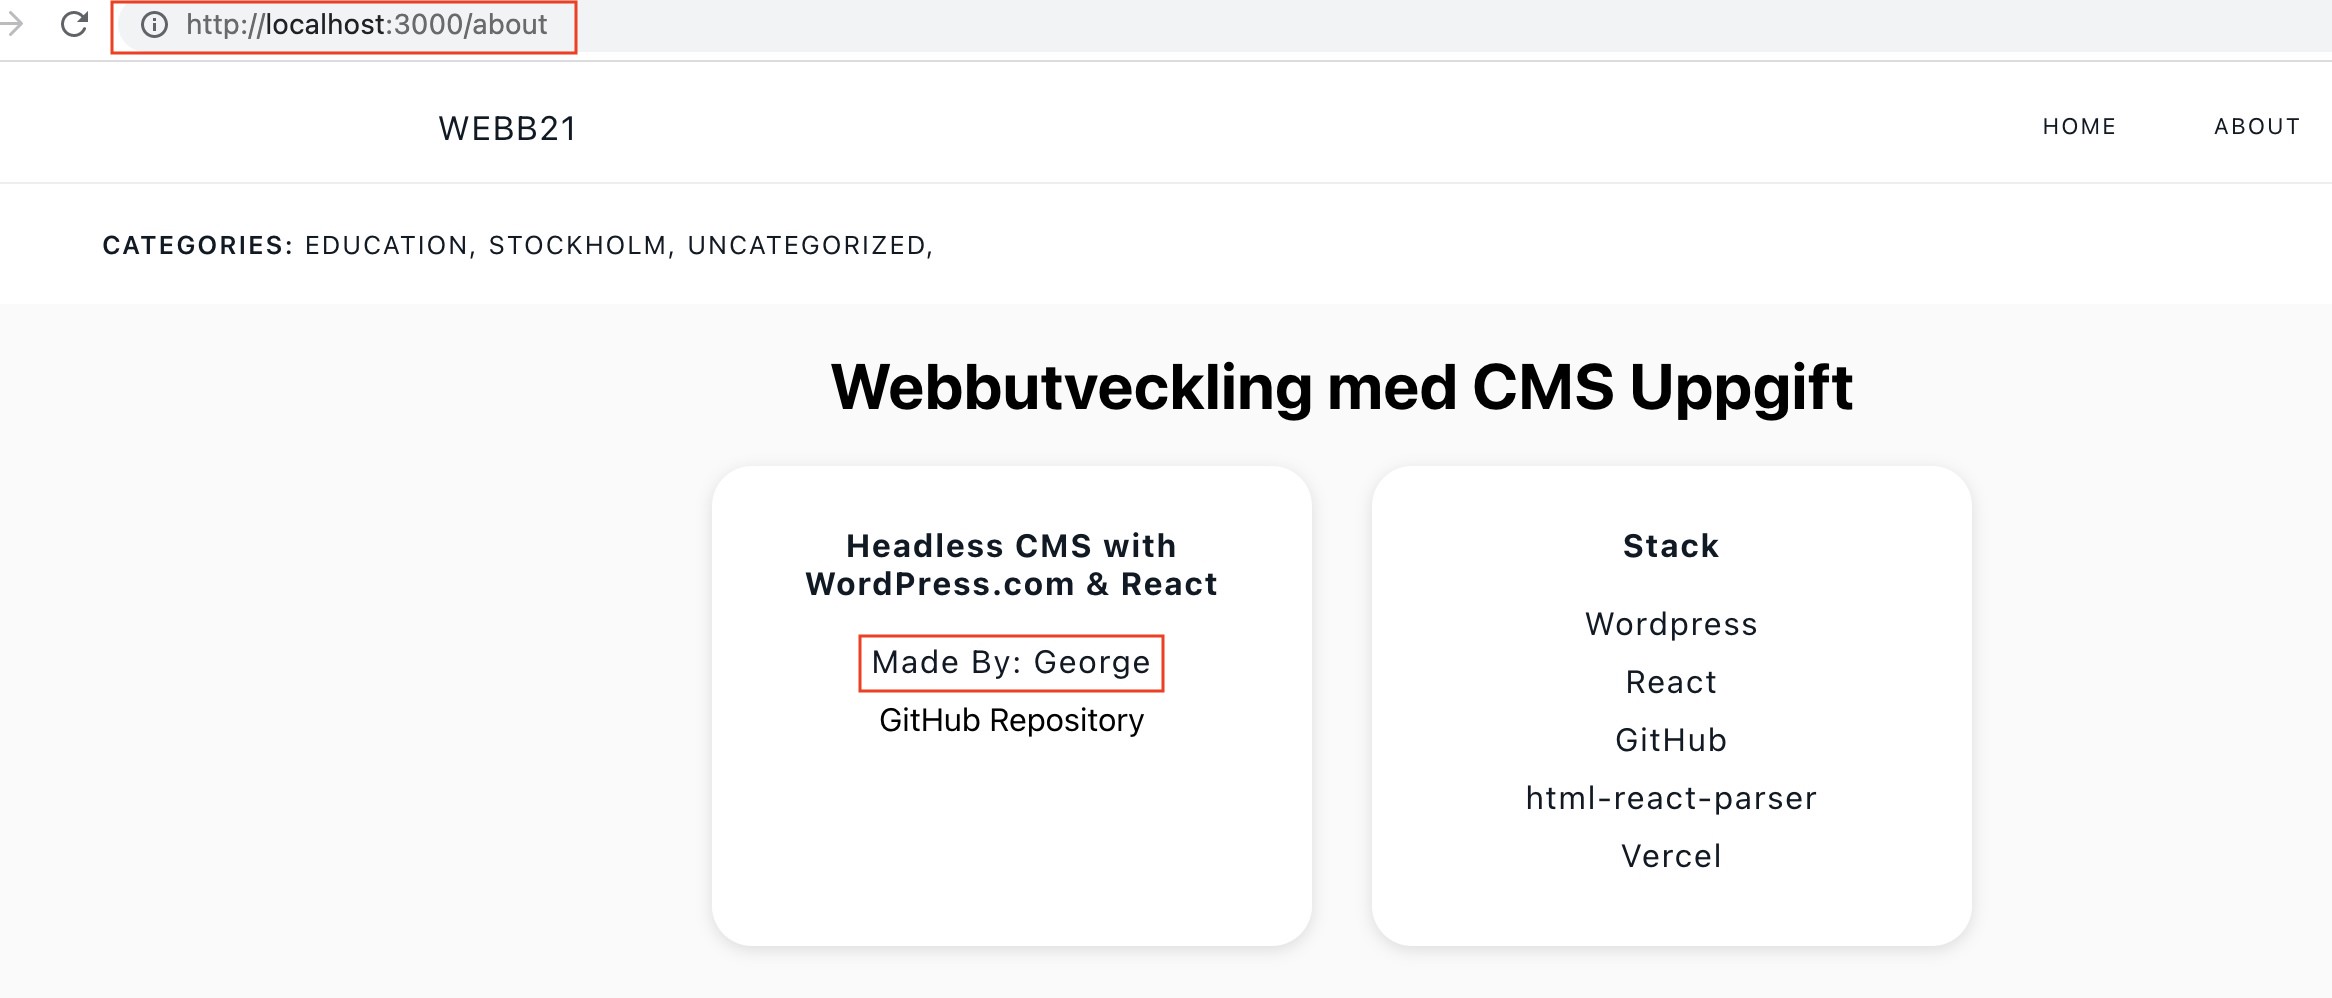 http://localhost:3000/about
WEBB21
HOME
ABOUT
CATEGORIES: EDUCATION, STOCKHOLM, UNCATEGORIZED,
Webbutveckling med CMS Uppgift
Headless CMS with
WordPress.com & React
Made By: George
GitHub Repository
Stack
Wordpress
React
GitHub
html-react-parser
Vercel